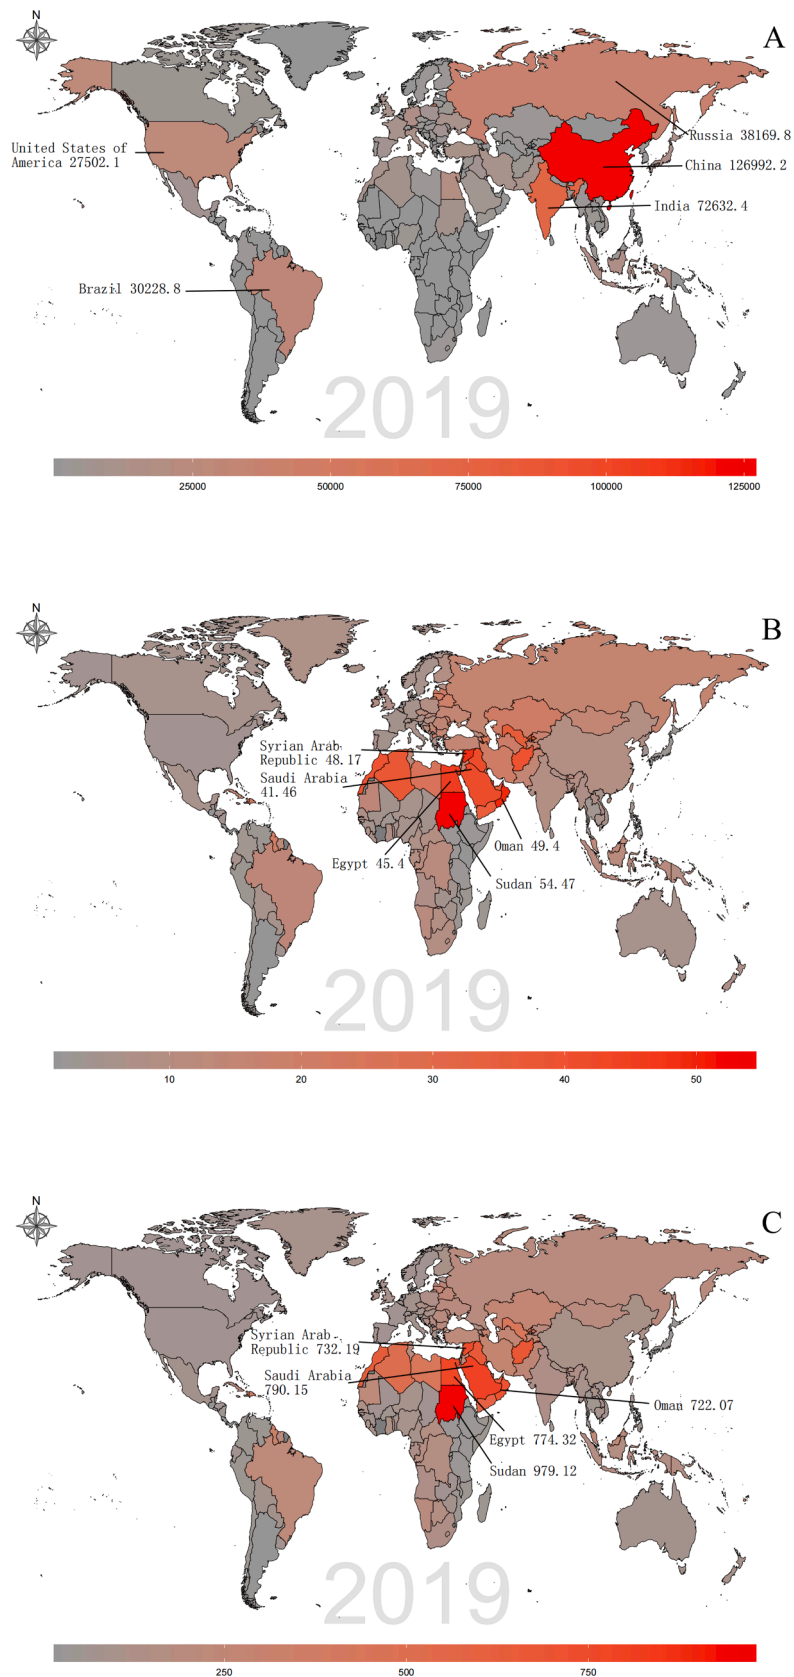 N
A
Russia 38169.8
United States of
America 27502.1
China 126992.2
India 72632.4
Brazil 30228.8
2019
25000
50000
75000
100000
125000
N
B
Syrian Arab
Republic 48.17
Saudi Arabia
41.46
Oman 49.4
Egypt 45.4
Sudan 54.47
2019
10
20
30
40
50
N
C
Syrian Arab
Republic 732.19
Saudi Arabia
790.15
Oman 722.07
Egypt 774.32
Sudan 979.12
2019
250
500
750